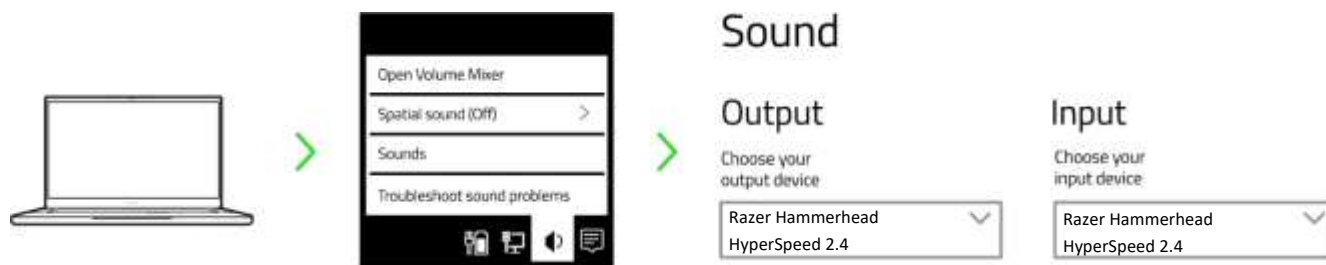 Open Volume Mixer
Spatial sound (Off)
Sounds
Troubleshoot sound problems
Sound
Output
Choose your
output device
Razer Hammerhead
HyperSpeed 2.4
Input
Choose your
input device
Razer Hammerhead
HyperSpeed 2.4